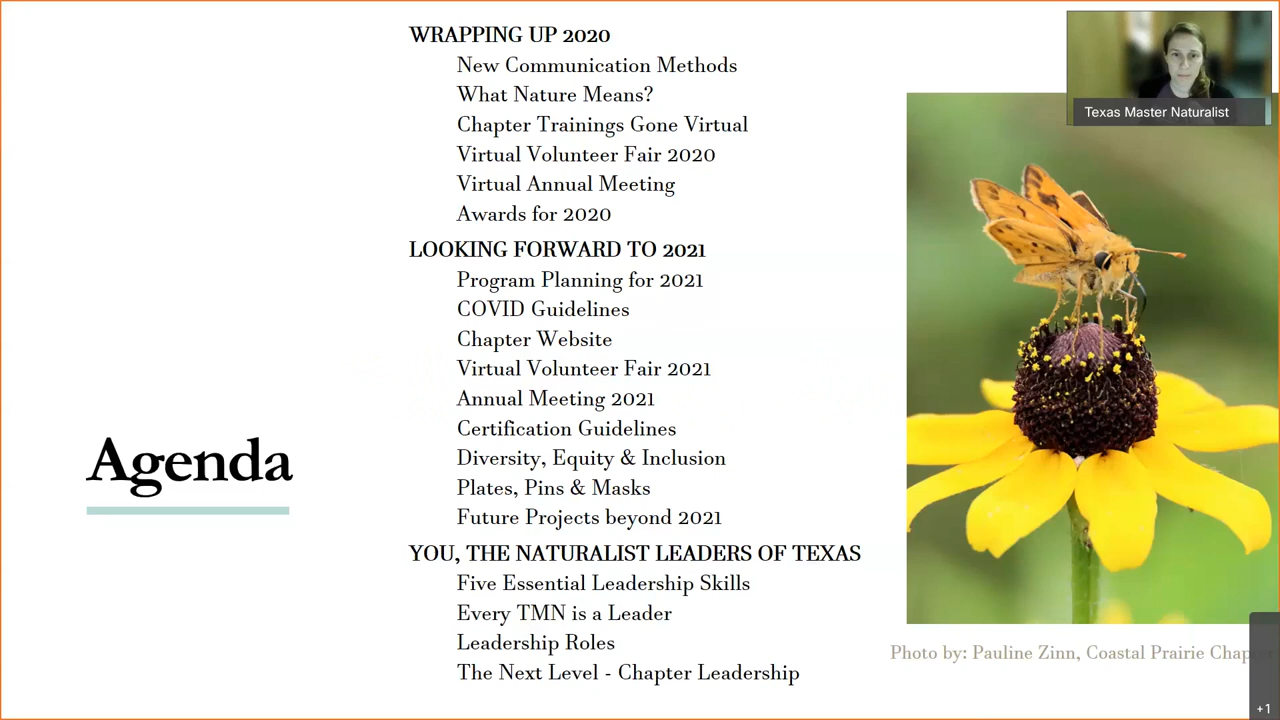 WRAPPING UP 2020
New Communication Methods
What Nature Means?
Chapter Trainings Gone Virtual
Virtual Volunteer Fair 2020
Virtual Annual Meeting
Awards for 2020
LOOKING FORWARD TO 2021
Program Planning for 2021
COVID Guidelines
Chapter Website
Virtual Volunteer Fair 2021
Annual Meeting 2021
Certification Guidelines
Diversity, Equity & Inclusion
Plates, Pins & Masks
Future Projects beyond 2021
YOU, THE NATURALIST LEADERS OF TEXAS
Five Essential Leadership Skills
Every TMN is a Leader
Leadership Roles
The Next Level - Chapter Leadership
Agenda
Texas Master Naturalist
Photo by: Pauline Zinn, Coastal Prairie
+1